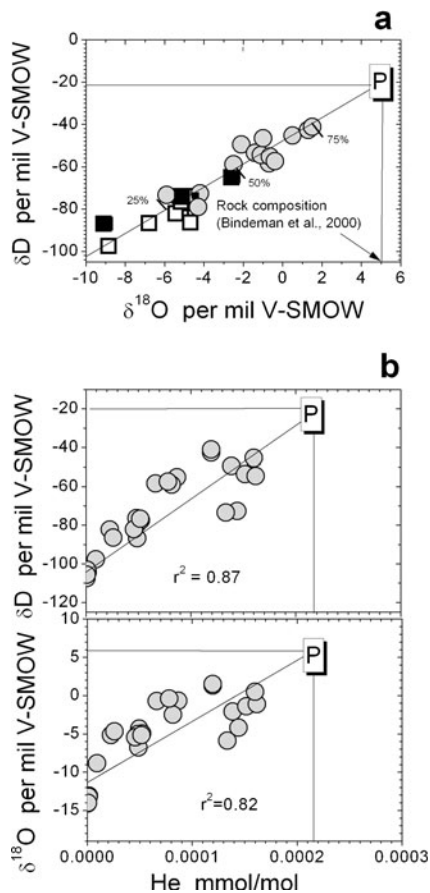 a
0
-20
-40
-60
-80
-100
δD per mil V-SMOW
P
75%
50%
25%
Rock composition
(Bindeman et al., 2000)
-10 -8 -6 -4 -2 0 2 4 6
δ¹⁸O per mil V-SMOW
b
-20
-40
-60
-80
-100
-120
δD per mil V-SMOW
P
r² = 0.87
10
5
0
-5
-10
-15
δ¹⁸O per mil V-SMOW
P
r²=0.82
0.0000 0.0001 0.0002 0.0003
He mmol/mol